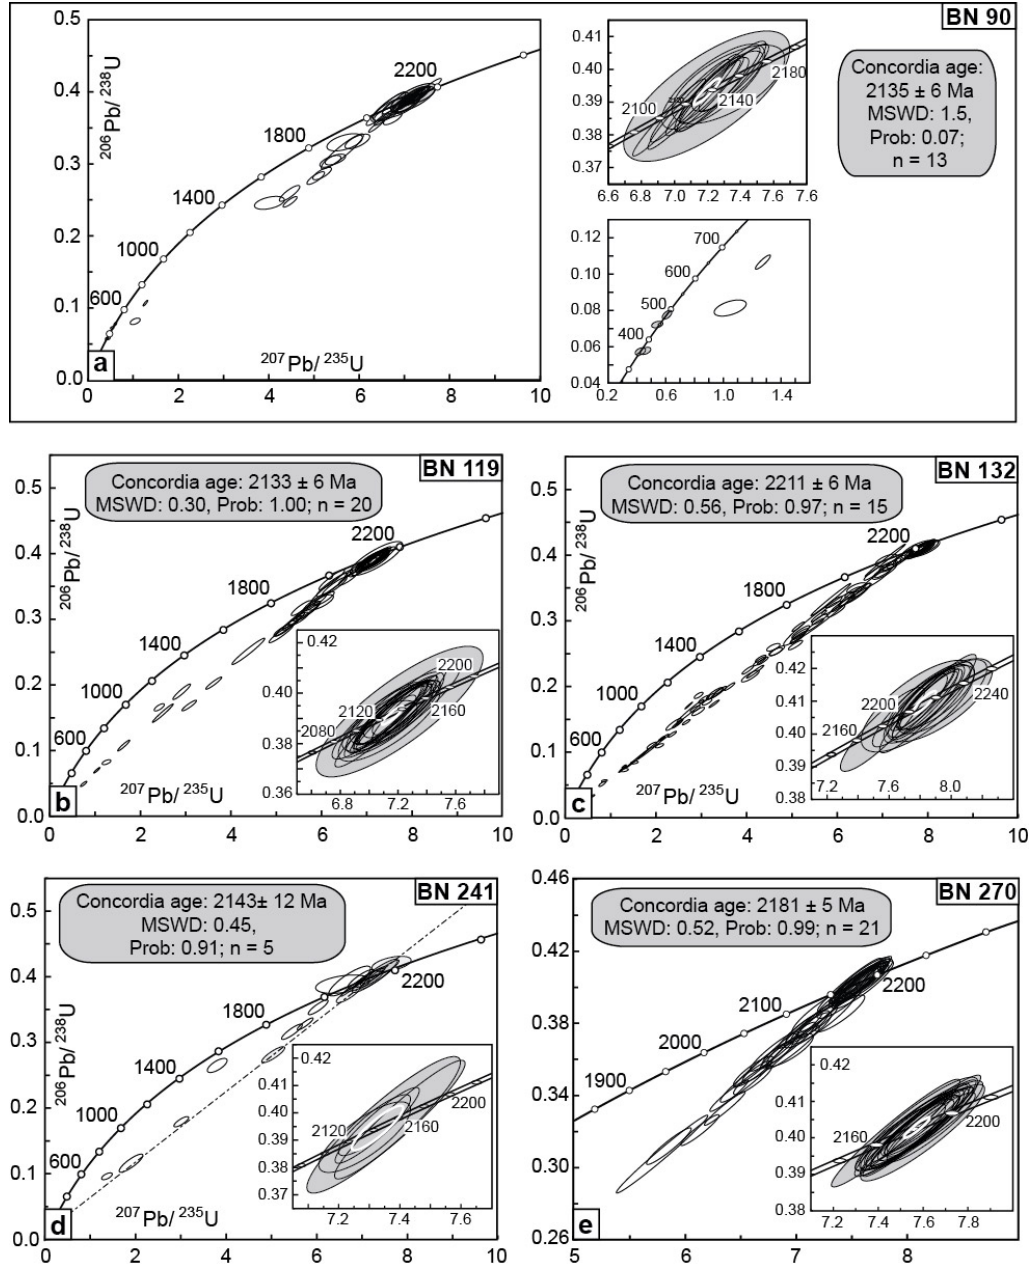 BN 90
0.5
0.4
0.3
0.2
0.1
0.0
206Pb/ 238U
2200
1800
1400
1000
600
a
207Pb/ 235U
0 2 4 6 8 10
0.41
0.40
0.39
0.38
0.37
2100
2140
2180
6.6 6.8 7.0 7.2 7.4 7.6 7.8
Concordia age:
2135 ± 6 Ma
MSWD: 1.5,
Prob: 0.07;
n = 13
0.12
0.10
0.08
0.06
0.04
700
600
500
400
0.2 0.6 1.0 1.4
BN 119
Concordia age: 2133 ± 6 Ma
MSWD: 0.30, Prob: 1.00; n = 20
0.5
0.4
0.3
0.2
0.1
0.0
206Pb/ 238U
2200
1800
1400
1000
600
b
207Pb/ 235U
0 2 4 6 8 10
0.42
0.40
0.38
0.36
2200
2160
2120
2080
6.8 7.2 7.6
BN 132
Concordia age: 2211 ± 6 Ma
MSWD: 0.56, Prob: 0.97; n = 15
0.5
0.4
0.3
0.2
0.1
0.0
206Pb/ 238U
2200
1800
1400
1000
600
c
207Pb/ 235U
0 2 4 6 8 10
0.42
0.41
0.40
0.39
0.38
2240
2200
2160
7.2 7.6 8.0
BN 241
Concordia age: 2143± 12 Ma
MSWD: 0.45,
Prob: 0.91; n = 5
0.5
0.4
0.3
0.2
0.1
0.0
206Pb/ 238U
2200
1800
1400
1000
600
d
207Pb/ 235U
0 2 4 6 8 10
0.42
0.41
0.40
0.39
0.38
0.37
2200
2160
2120
7.2 7.4 7.6
BN 270
Concordia age: 2181 ± 5 Ma
MSWD: 0.52, Prob: 0.99; n = 21
0.46
0.42
0.38
0.34
0.30
0.26
2200
2100
2000
1900
e
5 6 7 8
0.42
0.41
0.40
0.39
0.38
2200
2160
7.2 7.4 7.6 7.8